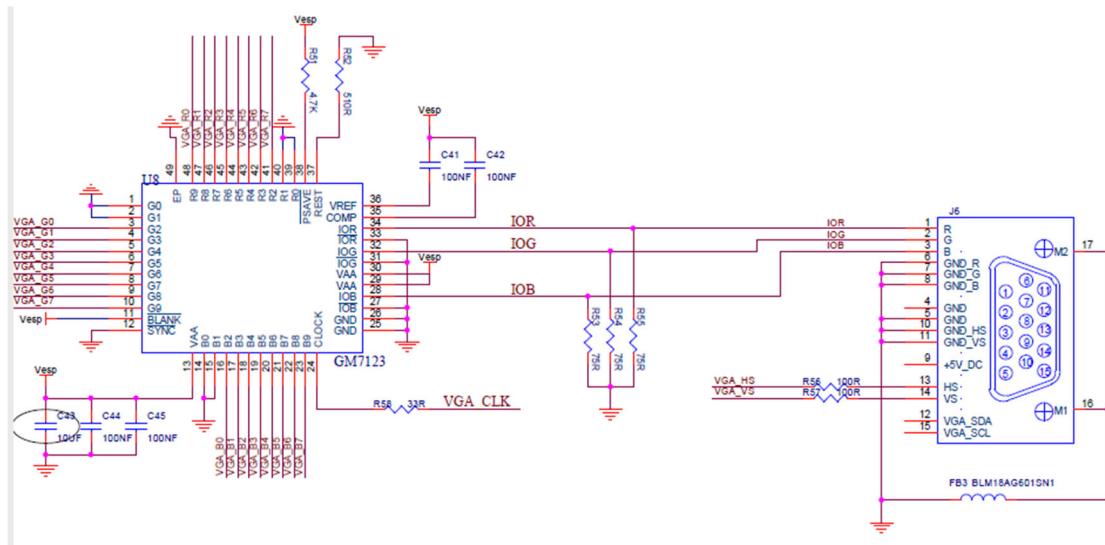 Vesp
R51
4.7K
R52
510R
VGA_R0
VGA_R1
VGA_R2
VGA_R3
VGA_R4
VGA_R5
VGA_R6
VGA_R7
49 48 47 46 45 44 43 42 41 40 39 38 37
EP R9 R8 R7 R6 R5 R4 R3 R2 R1 R0 PSAVE REST
U8
Vesp
C41
100NF
C42
100NF
1 G0
2 G1
VGA_G0 3 G2
VGA_G1 4 G3
VGA_G2 5 G4
VGA_G3 6 G5
VGA_G4 7 G6
VGA_G5 8 G7
VGA_G6 9 G8
VGA_G7 10 G9
Vesp 11 BLANK
12 SYNC
VREF 36
COMP 35
IOR 34
IOR 33
IOG 32
IOG 31
VAA 30
VAA 29
IOB 28
IOB 27
GND 26
GND 25
Vesp
IOR
IOG
IOB
GM7123
VAA B0 B1 B2 B3 B4 B5 B6 B7 B8 B9 CLOCK
13 14 15 16 17 18 19 20 21 22 23 24
Vesp
C43
10UF
C44
100NF
C45
100NF
VGA_B0
VGA_B1
VGA_B2
VGA_B3
VGA_B4
VGA_B5
VGA_B6
VGA_B7
R58 33R VGA_CLK
R53
75R
R54
75R
R55
75R
J6
IOR 1 R
IOG 2 G
IOB 3 B
6 GND_R
7 GND_G
8 GND_B
4 GND
5 GND
10 GND_HS
11 GND_VS
9 +5V_DC
VGA_HS R56 100R 13 HS
VGA_VS R57 100R 14 VS
12 VGA_SDA
15 VGA_SCL
M2 17
M1 16
1 6 11
2 7 12
3 8 13
4 9 14
5 10 15
FB3 BLM18AG601SN1